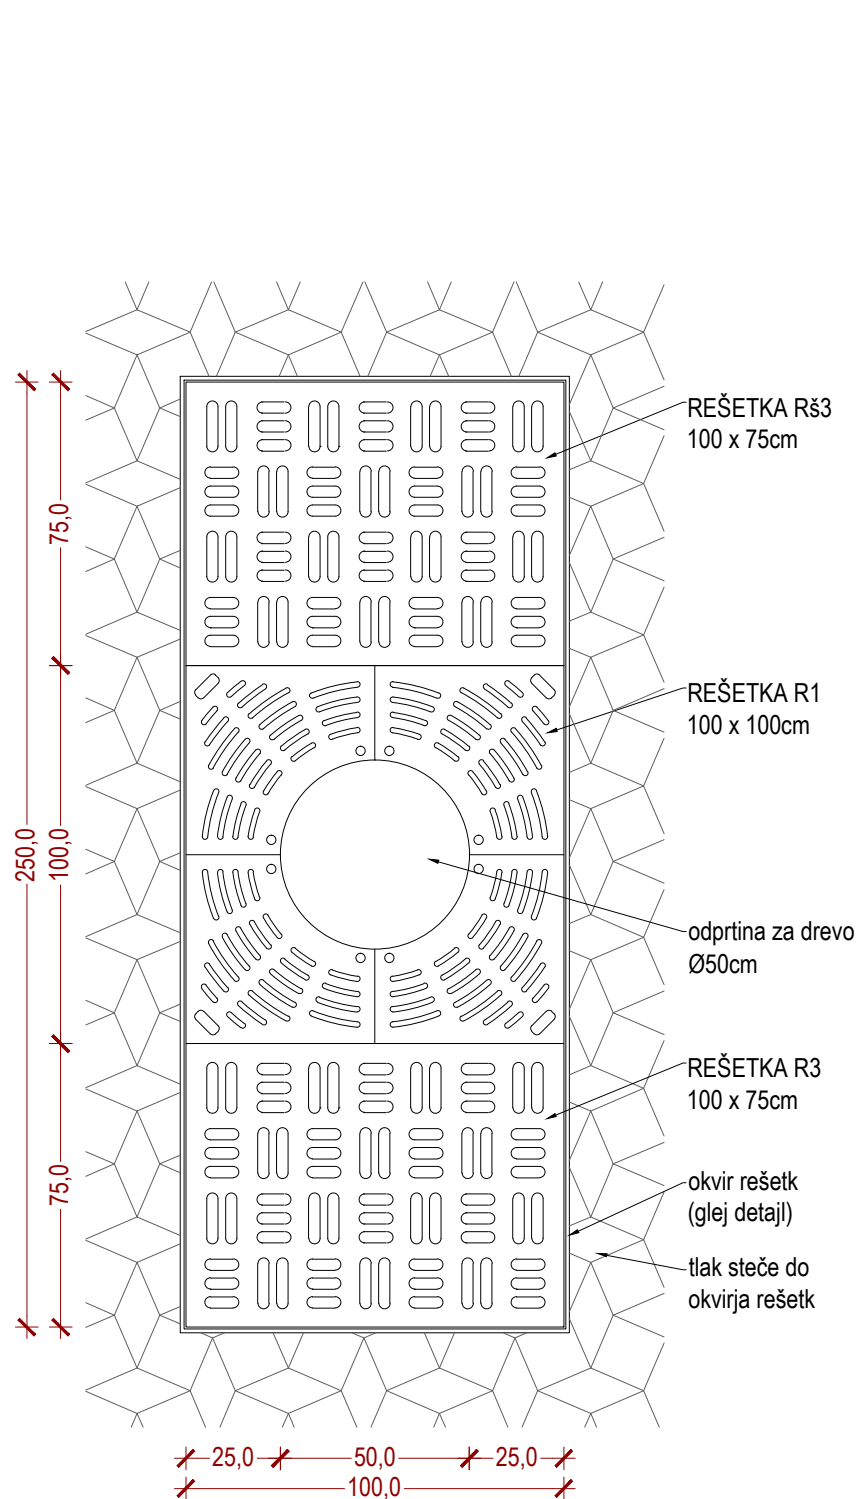 REŠETKA Rš3
100 x 75cm
75,0
REŠETKA R1
100 x 100cm
250,0
100,0
odprtina za drevo
Ø50cm
REŠETKA R3
100 x 75cm
75,0
okvir rešetk
(glej detajl)
tlak steče do
okvirja rešetk
25,0
50,0
25,0
100,0